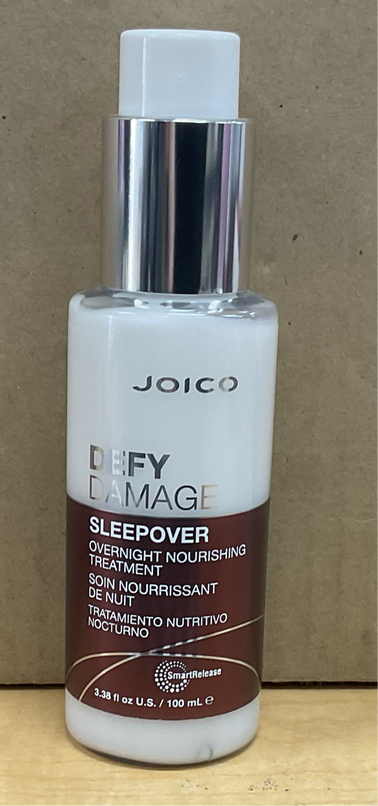 JOICO
DEFY
DAMAGE
SLEEPOVER
OVERNIGHT NOURISHING
TREATMENT
SOIN NOURRISSANT
DE NUIT
TRATAMIENTO NUTRITIVO
NOCTURNO
SmartRelease
3.38 fl oz U.S. / 100 mL ℮